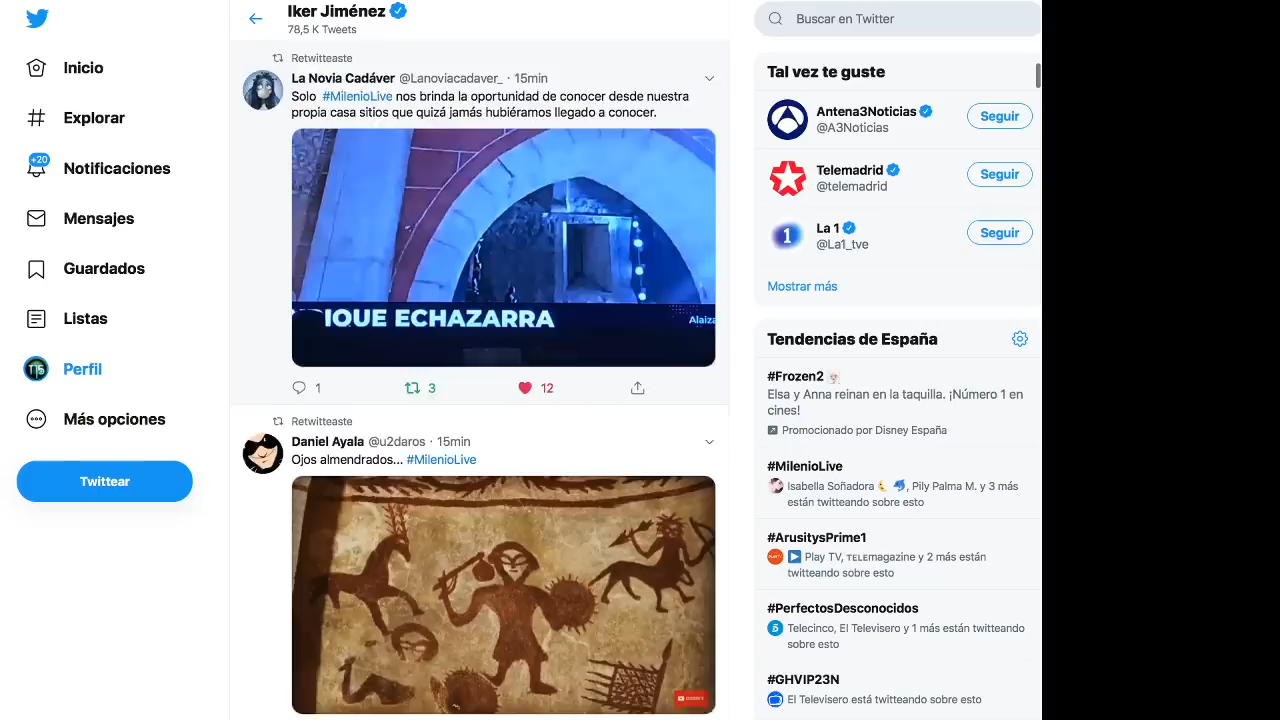 Inicio
Explorar
+20
Notificaciones
Mensajes
Guardados
Listas
Perfil
Más opciones
Twittear
Iker Jiménez
78,5 K Tweets
Retwitteaste
La Novia Cadáver @Lanoviacadaver_ · 15min
Solo #MilenioLive nos brinda la oportunidad de conocer desde nuestra
propia casa sitios que quizá jamás hubiéramos llegado a conocer.
IQUE ECHAZARRA
Alaiza
1 3 12
Retwitteaste
Daniel Ayala @u2daros · 15min
Ojos almendrados... #MilenioLive
Buscar en Twitter
Tal vez te guste
Antena3Noticias
@A3Noticias
Seguir
Telemadrid
@telemadrid
Seguir
1
La 1
@La1_tve
Seguir
Mostrar más
Tendencias de España
#Frozen2
Elsa y Anna reinan en la taquilla. ¡Número 1 en
cines!
Promocionado por Disney España
#MilenioLive
Isabella Soñadora, Pily Palma M. y 3 más
están twitteando sobre esto
#ArusitysPrime1
Play TV, ᴛᴇʟᴇmagazine y 2 más están
twitteando sobre esto
#PerfectosDesconocidos
Telecinco, El Televisero y 1 más están twitteando
sobre esto
#GHVIP23N
El Televisero está twitteando sobre esto